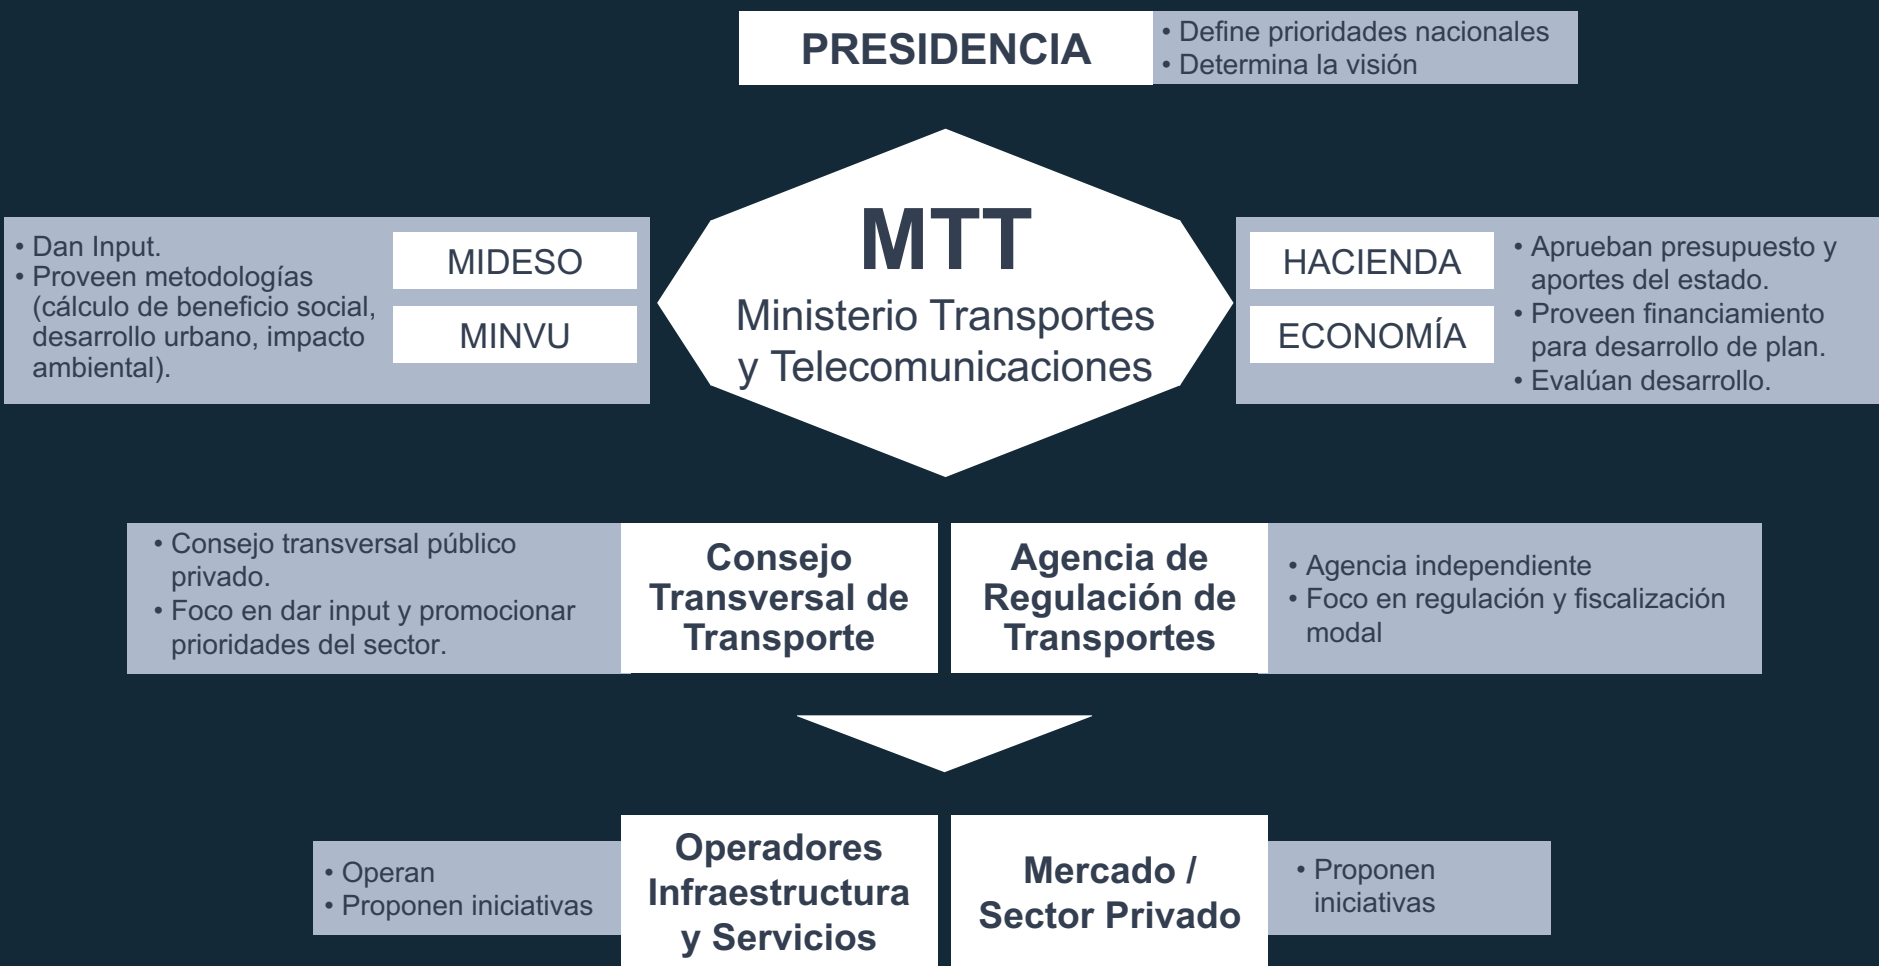 PRESIDENCIA
• Define prioridades nacionales
• Determina la visión
• Dan Input.
• Proveen metodologías
(cálculo de beneficio social,
desarrollo urbano, impacto
ambiental).
MIDESO
MINVU
MTT
Ministerio Transportes
y Telecomunicaciones
HACIENDA
ECONOMÍA
• Aprueban presupuesto y
aportes del estado.
• Proveen financiamiento
para desarrollo de plan.
• Evalúan desarrollo.
• Consejo transversal público
privado.
• Foco en dar input y promocionar
prioridades del sector.
Consejo
Transversal de
Transporte
Agencia de
Regulación de
Transportes
• Agencia independiente
• Foco en regulación y fiscalización
modal
• Operan
• Proponen iniciativas
Operadores
Infraestructura
y Servicios
Mercado /
Sector Privado
• Proponen
iniciativas